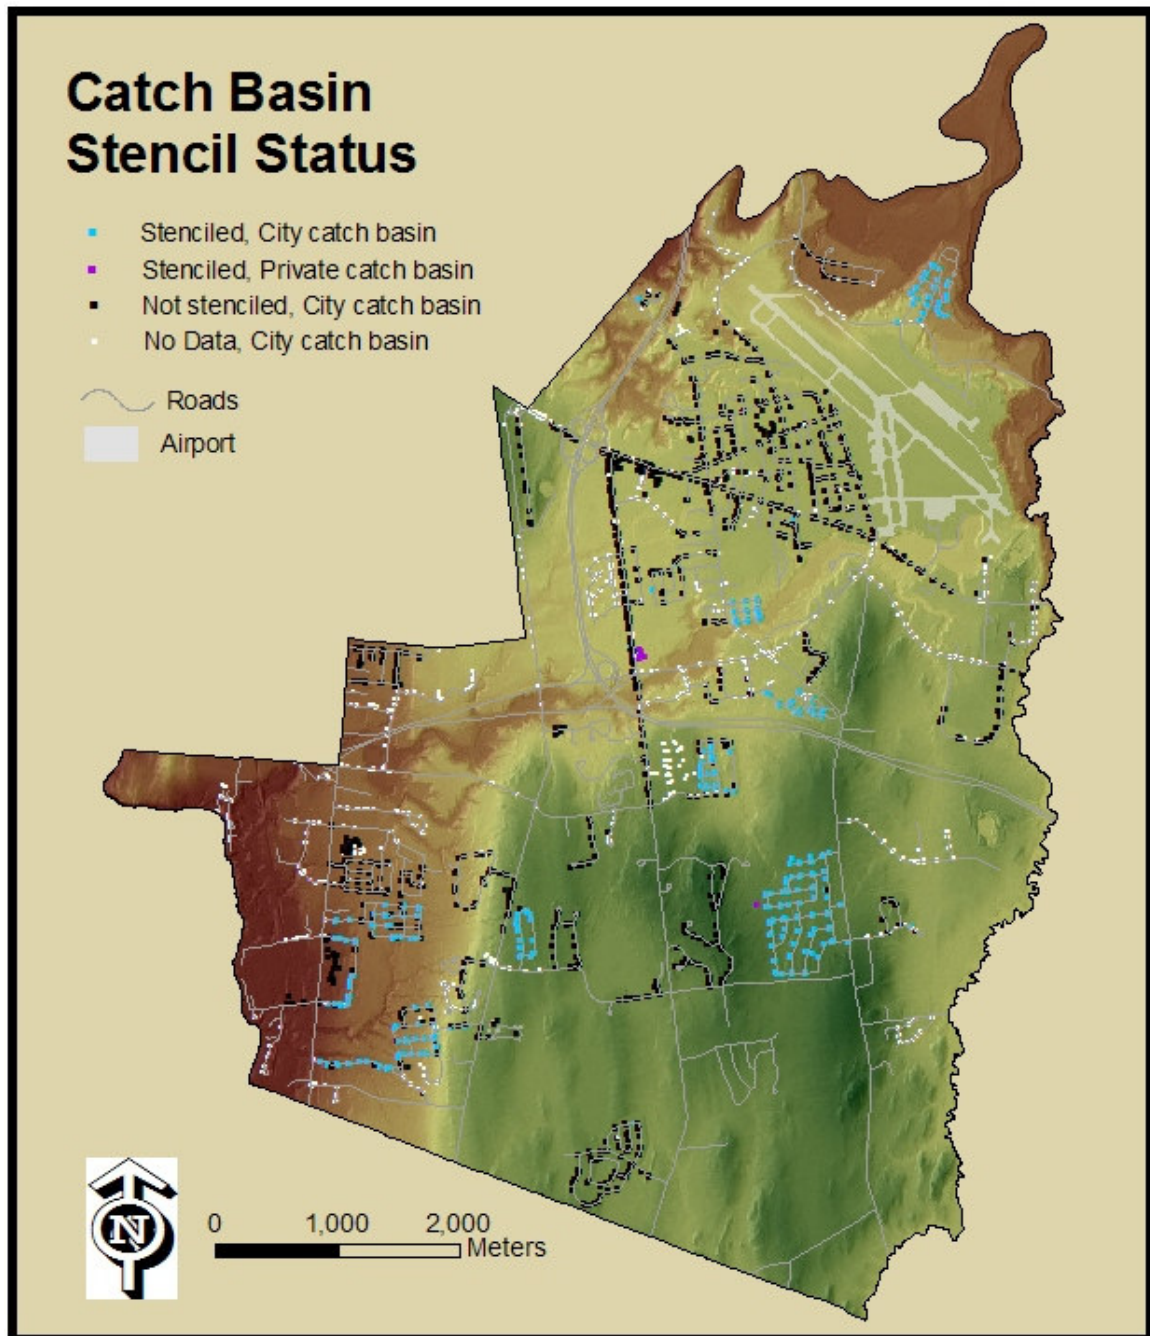 Catch Basin
Stencil Status
Stenciled, City catch basin
Stenciled, Private catch basin
Not stenciled, City catch basin
No Data, City catch basin
Roads
Airport
N
0 1,000 2,000
Meters